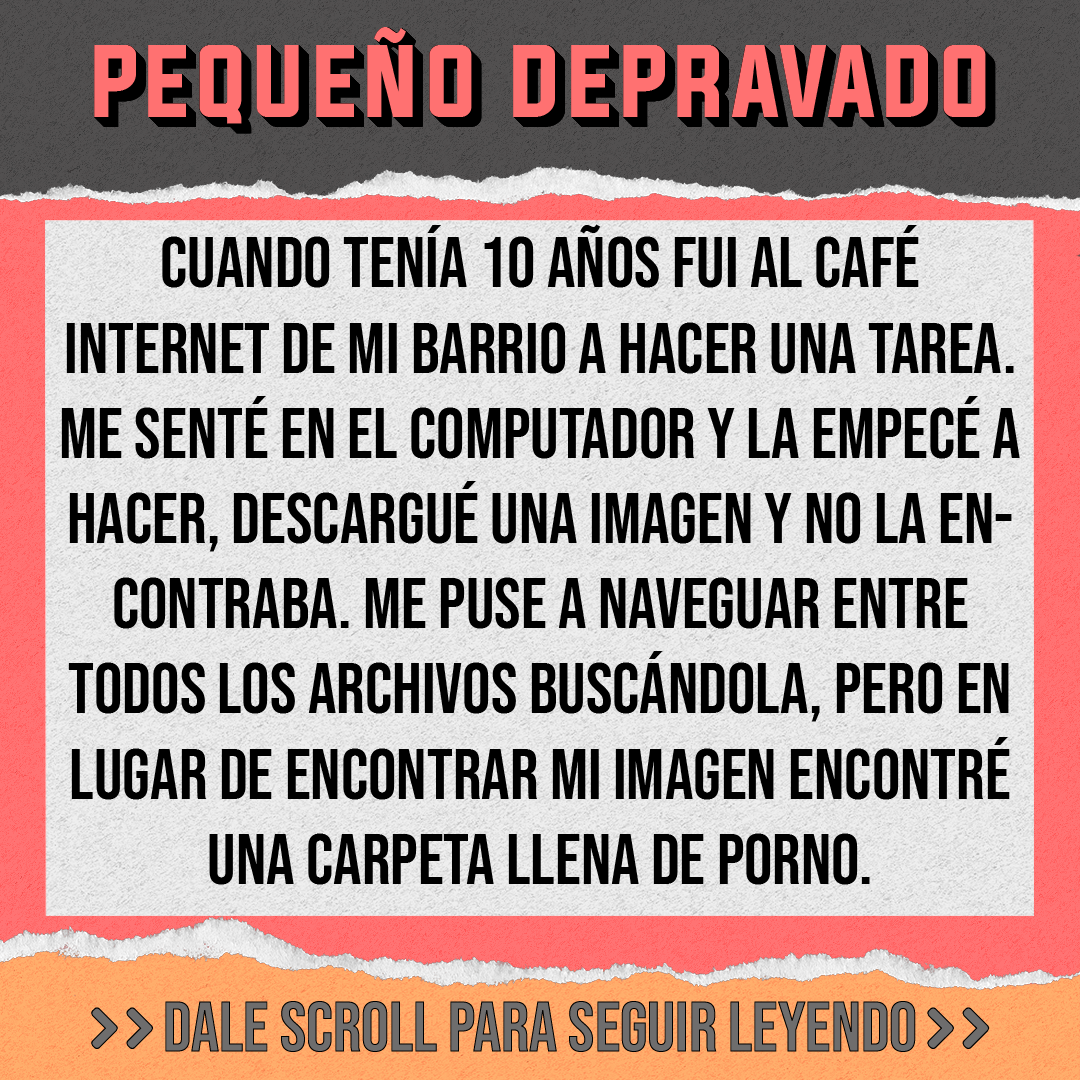 PEQUEÑO DEPRAVADO
CUANDO TENÍA 10 AÑOS FUI AL CAFÉ
INTERNET DE MI BARRIO A HACER UNA TAREA.
ME SENTÉ EN EL COMPUTADOR Y LA EMPECÉ A
HACER, DESCARGUÉ UNA IMAGEN Y NO LA EN-
CONTRABA. ME PUSE A NAVEGUAR ENTRE
TODOS LOS ARCHIVOS BUSCÁNDOLA, PERO EN
LUGAR DE ENCONTRAR MI IMAGEN ENCONTRÉ
UNA CARPETA LLENA DE PORNO.
>> DALE SCROLL PARA SEGUIR LEYENDO >>